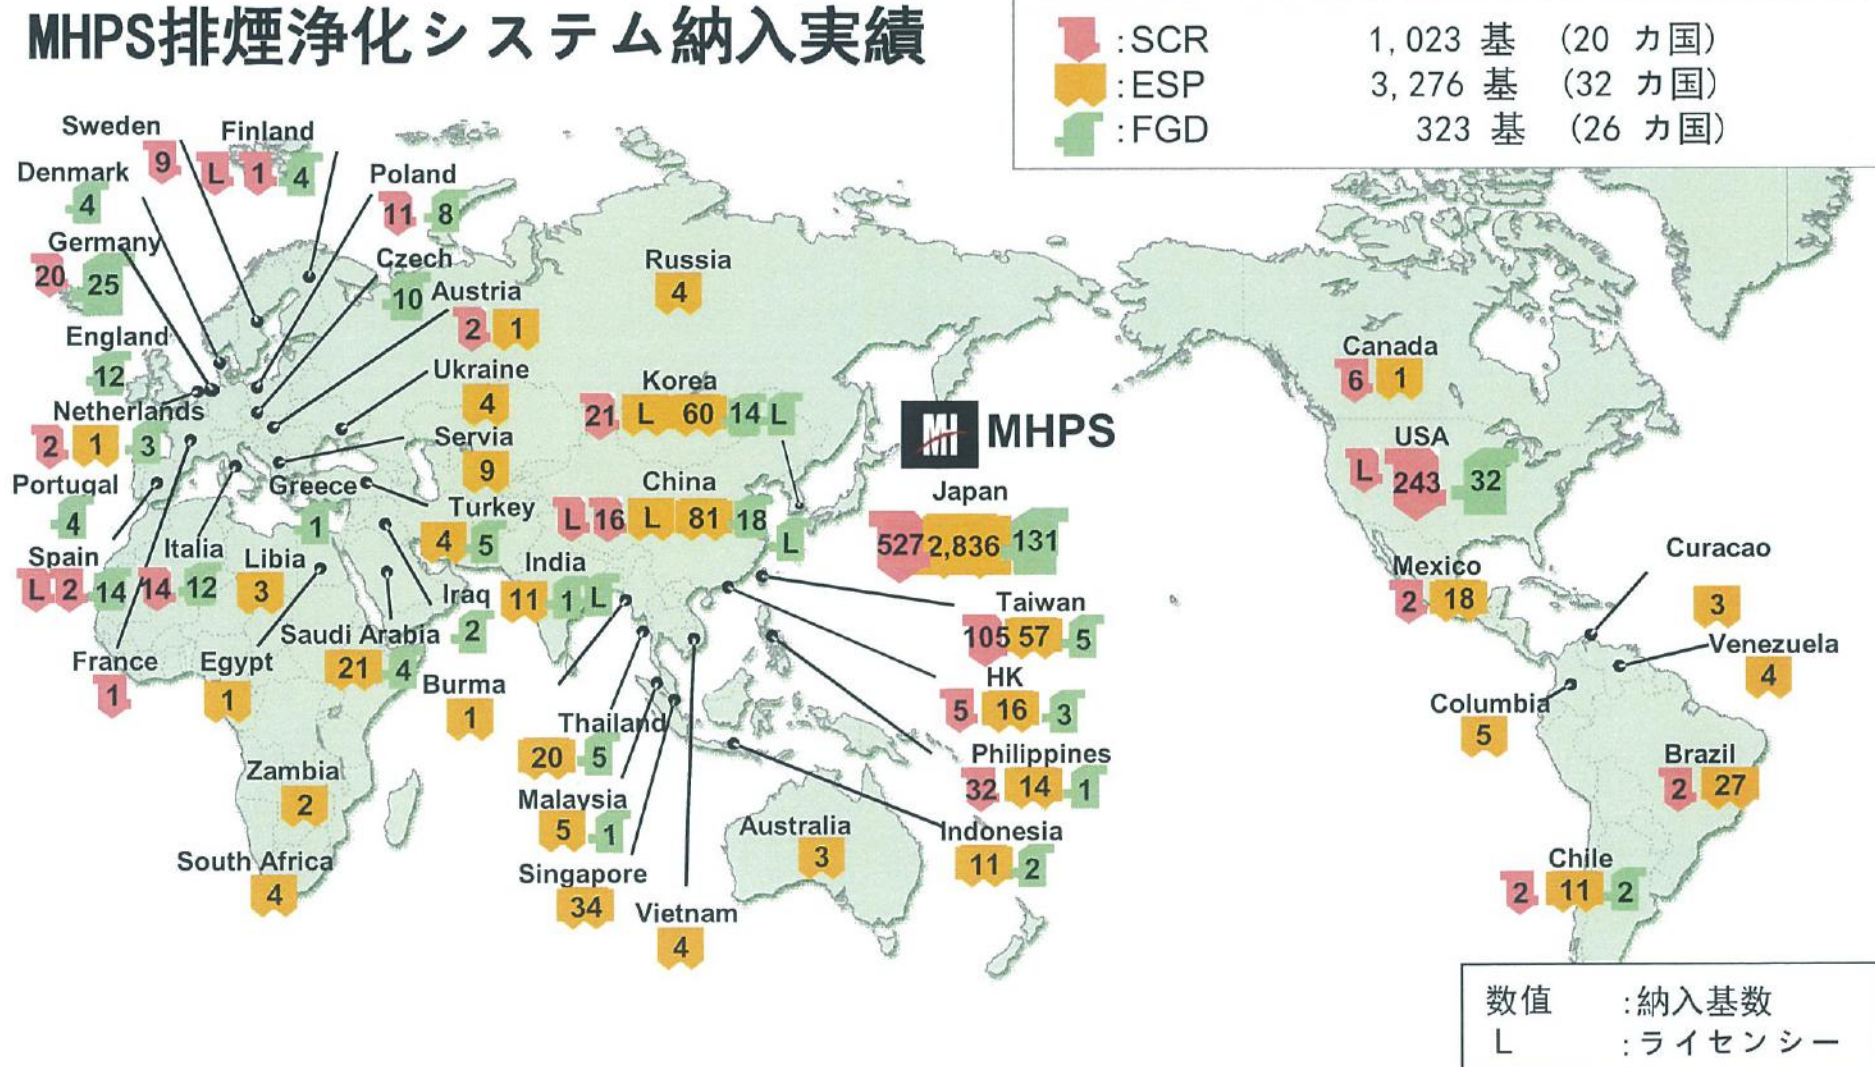 MHPS排煙浄化システム納入実績
:SCR 1,023 基 (20 カ国)
:ESP 3,276 基 (32 カ国)
:FGD 323 基 (26 カ国)
Sweden
9
Finland
L 1 4
Denmark
4
Poland
11 8
Germany
20 25
Czech
10
Austria
2 1
Russia
4
England
12
Ukraine
4
Netherlands
2 1 3
Servia
9
Korea
21 L 60 14 L
MHPS
Portugal
4
Greece
1
Turkey
4 5
China
L 16 L 81 18
L
Japan
527 2,836 131
Spain
L 2 14
Italia
14 12
Libia
3
Iraq
2
India
11 1 L
Taiwan
105 57 5
France
1
Egypt
1
Saudi Arabia
21 4
Burma
1
HK
5 16 3
Thailand
20 5
Philippines
32 14 1
Zambia
2
Malaysia
5 1
Australia
3
Indonesia
11 2
South Africa
4
Singapore
34
Vietnam
4
Canada
6 1
USA
L 243 32
Mexico
2 18
Curacao
3
Venezuela
4
Columbia
5
Brazil
2 27
Chile
2 11 2
数値 :納入基数
L :ライセンシー